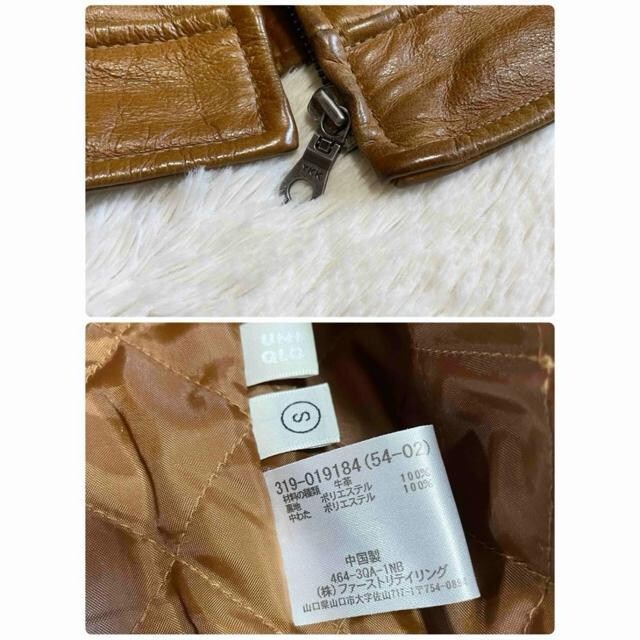 YKK
UNI
QLO
S
319-019184(54-02)
材料の種類 牛革
裏地 ポリエステル 100%
中わた ポリエステル 100%
中国製
464-3QA-1NB
(株)ファーストリテイリング
山口県山口市大字佐山717-1〒754-0894